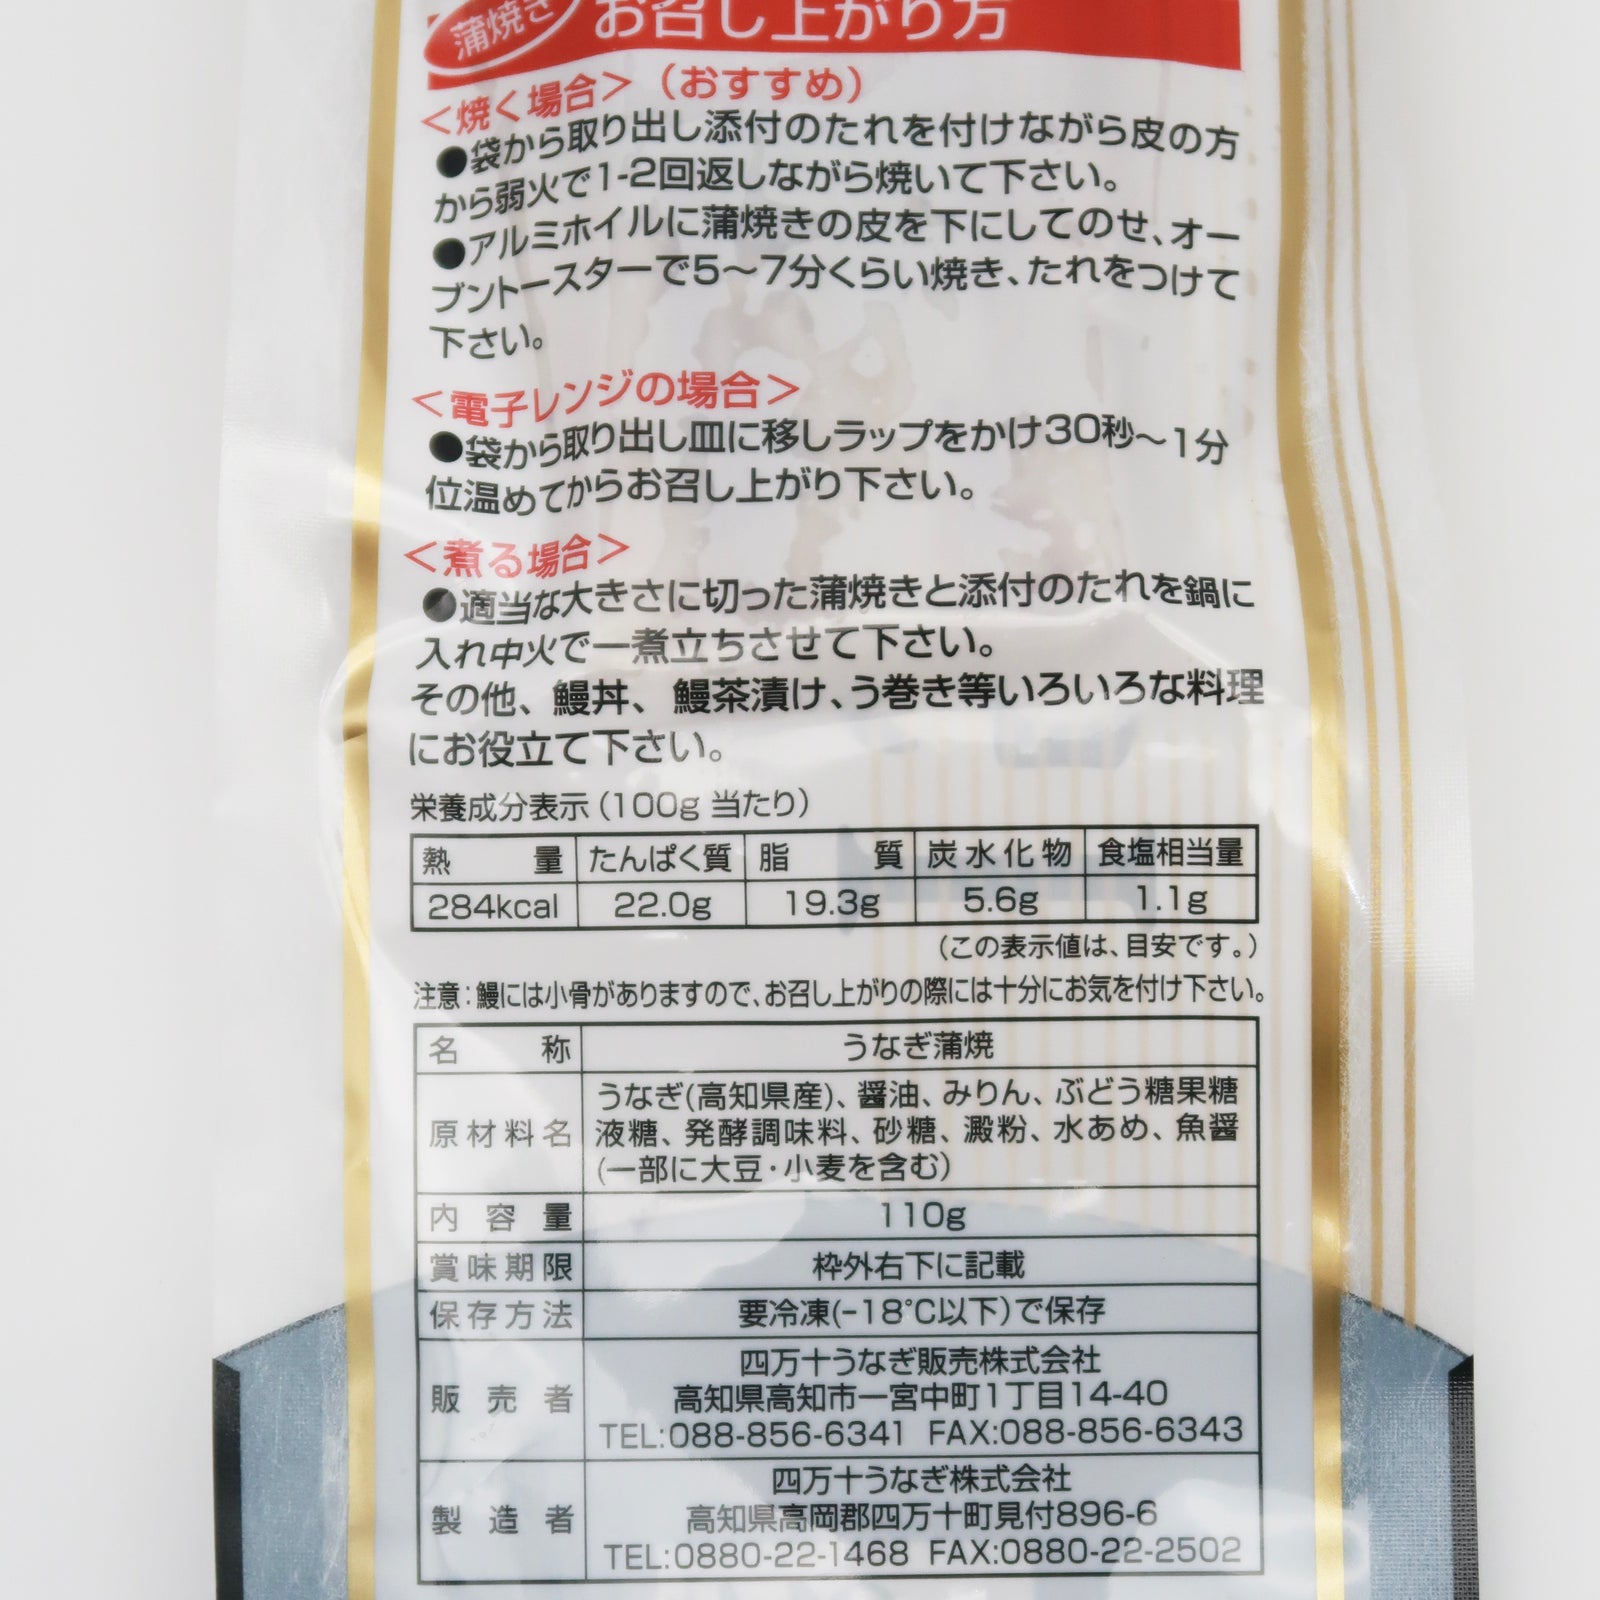 蒲焼き お召し上がり方
＜焼く場合＞（おすすめ）
●袋から取り出し添付のたれを付けながら皮の方
から弱火で1-2回返しながら焼いて下さい。
●アルミホイルに蒲焼きの皮を下にしてのせ、オー
ブントースターで5〜7分くらい焼き、たれをつけて
下さい。
＜電子レンジの場合＞
●袋から取り出し皿に移しラップをかけ30秒〜1分
位温めてからお召し上がり下さい。
＜煮る場合＞
●適当な大きさに切った蒲焼きと添付のたれを鍋に
入れ中火で一煮立ちさせて下さい。
その他、鰻丼、鰻茶漬け、う巻き等いろいろな料理
にお役立て下さい。
栄養成分表示（100g 当たり）
熱量 たんぱく質 脂質 炭水化物 食塩相当量
284kcal 22.0g 19.3g 5.6g 1.1g
（この表示値は、目安です。）
注意：鰻には小骨がありますので、お召し上がりの際には十分にお気を付け下さい。
名称 うなぎ蒲焼
原材料名 うなぎ(高知県産)、醤油、みりん、ぶどう糖果糖
液糖、発酵調味料、砂糖、澱粉、水あめ、魚醤
(一部に大豆・小麦を含む)
内容量 110g
賞味期限 枠外右下に記載
保存方法 要冷凍(-18℃以下)で保存
販売者 四万十うなぎ販売株式会社
高知県高知市一宮中町1丁目14-40
TEL:088-856-6341 FAX:088-856-6343
製造者 四万十うなぎ株式会社
高知県高岡郡四万十町見付896-6
TEL:0880-22-1468 FAX:0880-22-2502